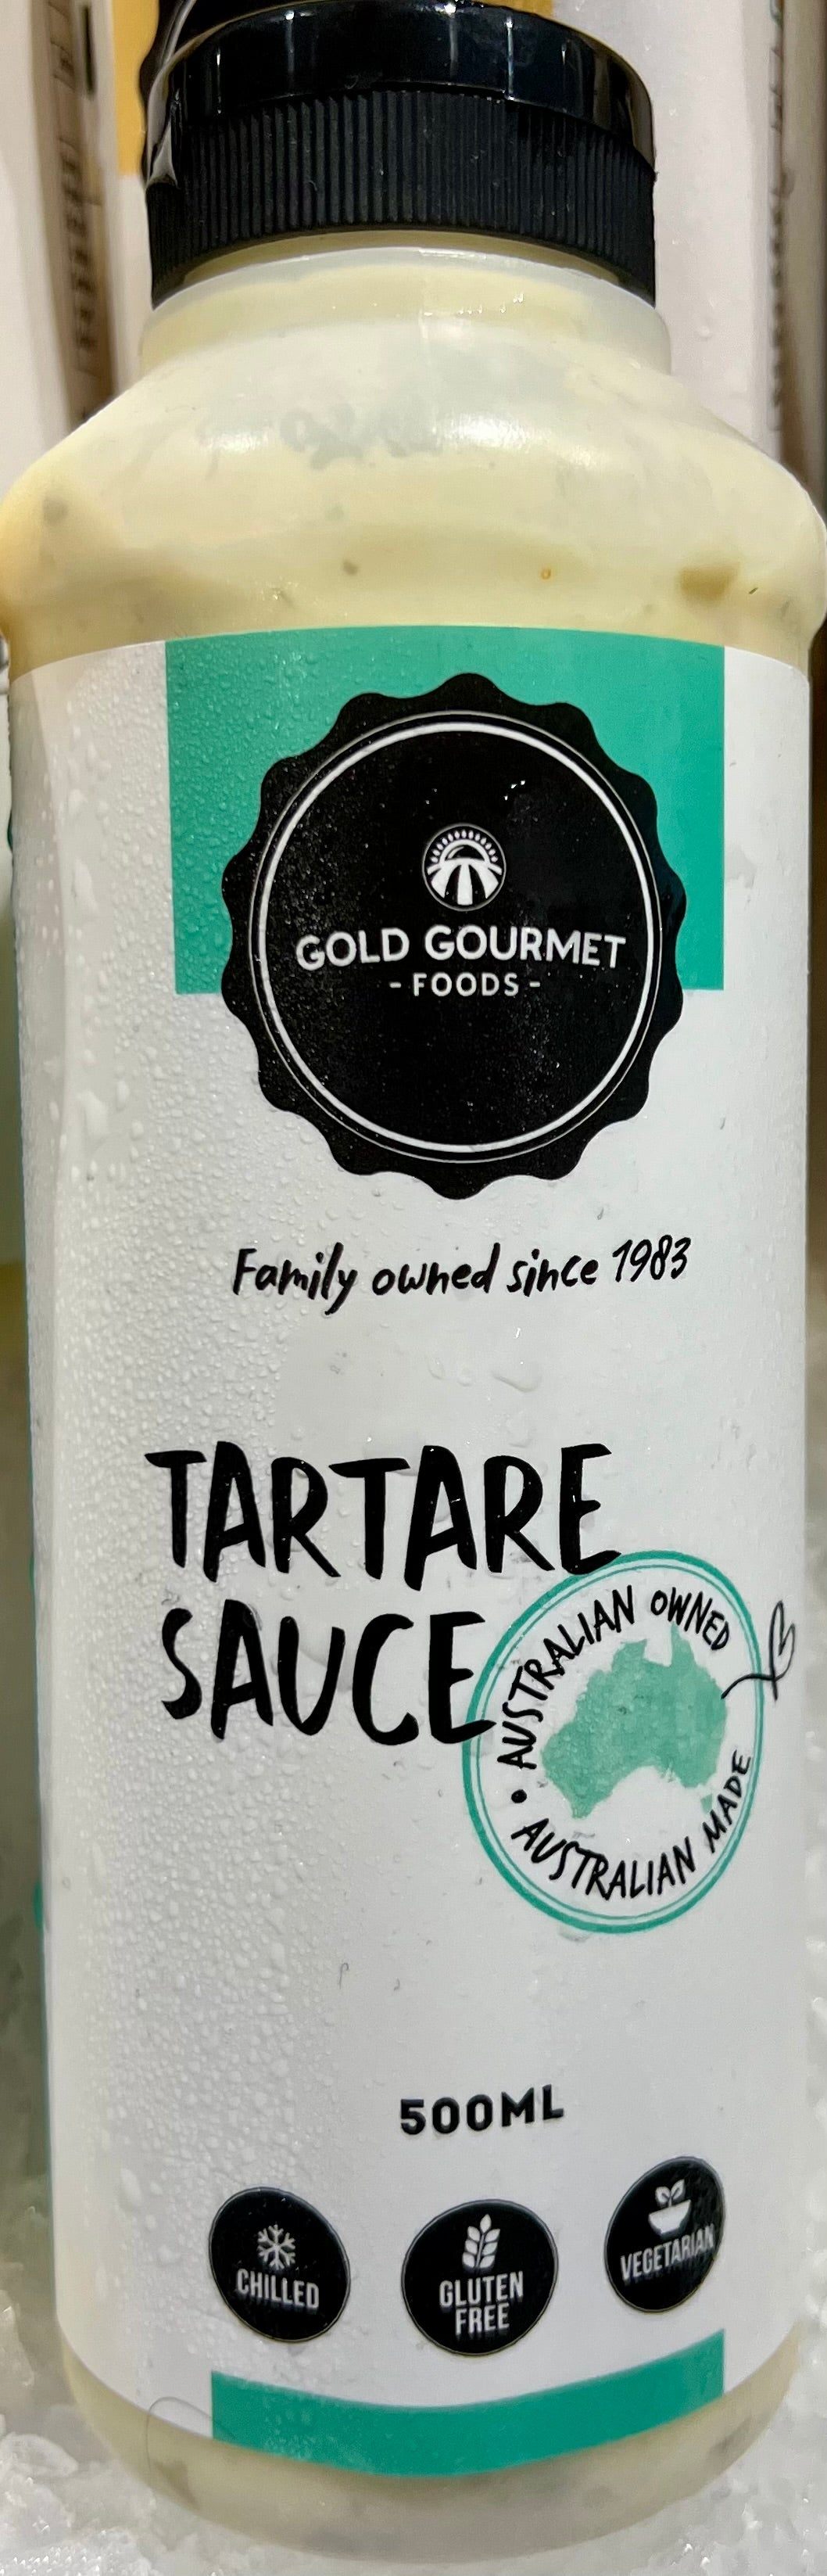 GOLD GOURMET
- FOODS -
Family owned since 1983
TARTARE
SAUCE
AUSTRALIAN OWNED
• AUSTRALIAN MADE
500ML
CHILLED
GLUTEN
FREE
VEGETARIAN